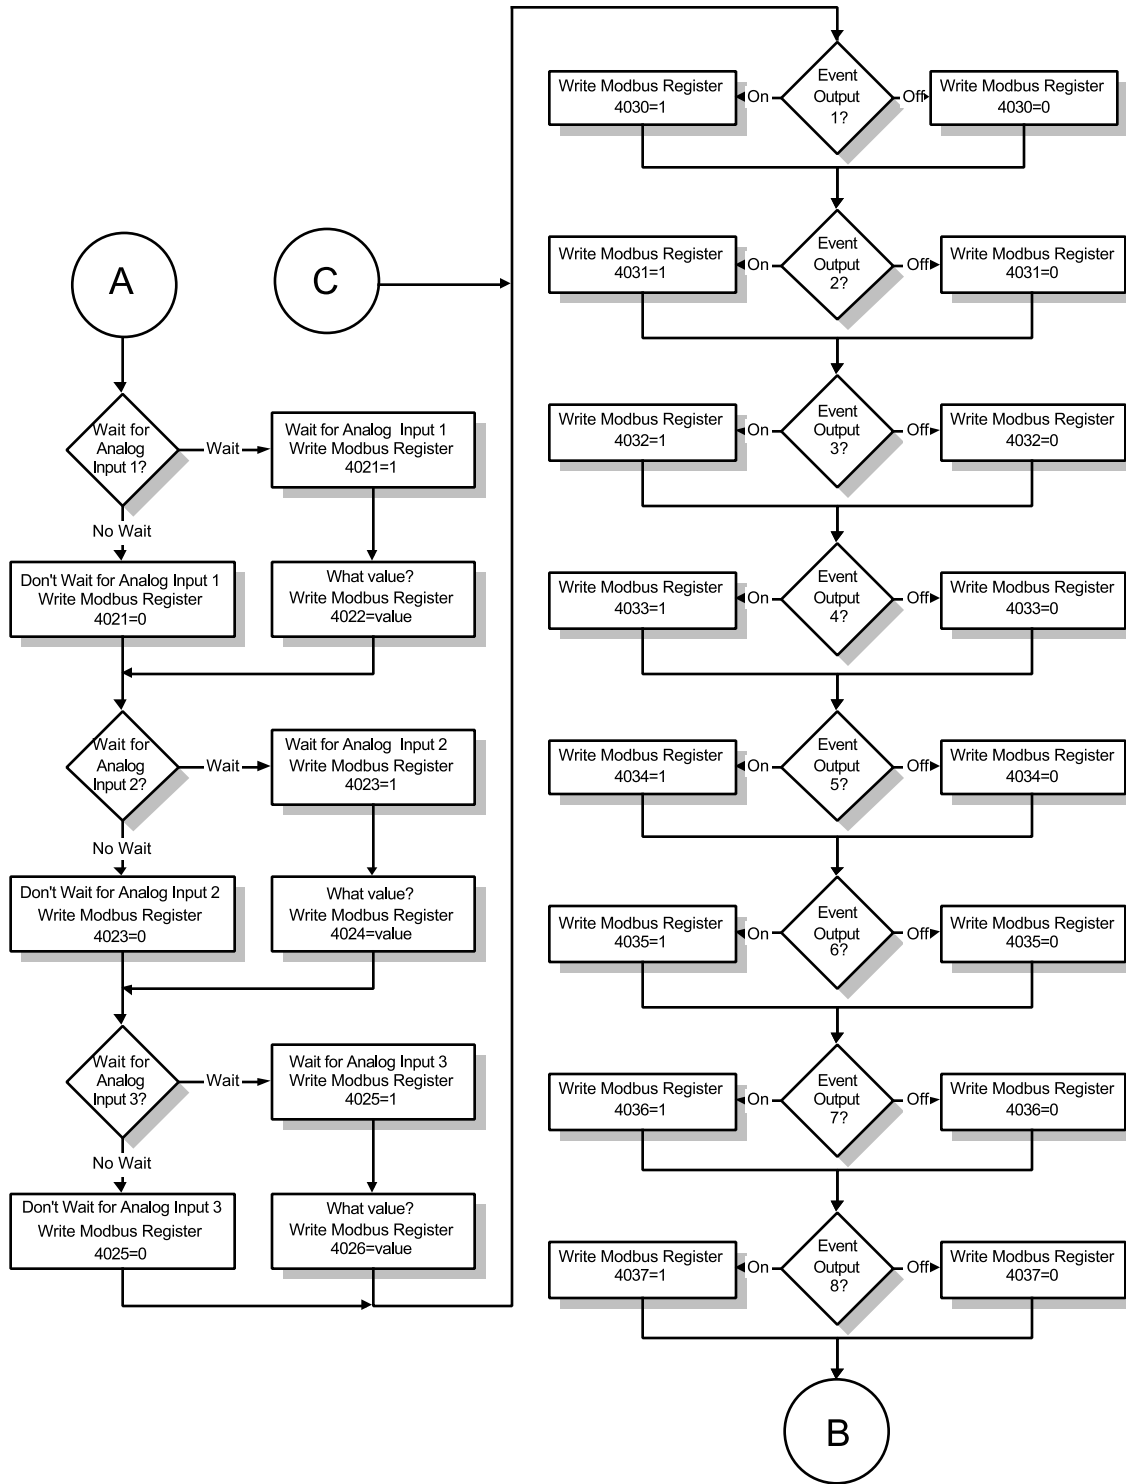 A
Wait for
Analog
Input 1?
Wait
Wait for Analog Input 1
Write Modbus Register
4021=1
No Wait
Don't Wait for Analog Input 1
Write Modbus Register
4021=0
What value?
Write Modbus Register
4022=value
Wait for
Analog
Input 2?
Wait
Wait for Analog Input 2
Write Modbus Register
4023=1
No Wait
Don't Wait for Analog Input 2
Write Modbus Register
4023=0
What value?
Write Modbus Register
4024=value
Wait for
Analog
Input 3?
Wait
Wait for Analog Input 3
Write Modbus Register
4025=1
No Wait
Don't Wait for Analog Input 3
Write Modbus Register
4025=0
What value?
Write Modbus Register
4026=value
C
Write Modbus Register
4030=1
On
Event
Output
1?
Off
Write Modbus Register
4030=0
Write Modbus Register
4031=1
On
Event
Output
2?
Off
Write Modbus Register
4031=0
Write Modbus Register
4032=1
On
Event
Output
3?
Off
Write Modbus Register
4032=0
Write Modbus Register
4033=1
On
Event
Output
4?
Off
Write Modbus Register
4033=0
Write Modbus Register
4034=1
On
Event
Output
5?
Off
Write Modbus Register
4034=0
Write Modbus Register
4035=1
On
Event
Output
6?
Off
Write Modbus Register
4035=0
Write Modbus Register
4036=1
On
Event
Output
7?
Off
Write Modbus Register
4036=0
Write Modbus Register
4037=1
On
Event
Output
8?
Off
Write Modbus Register
4037=0
B